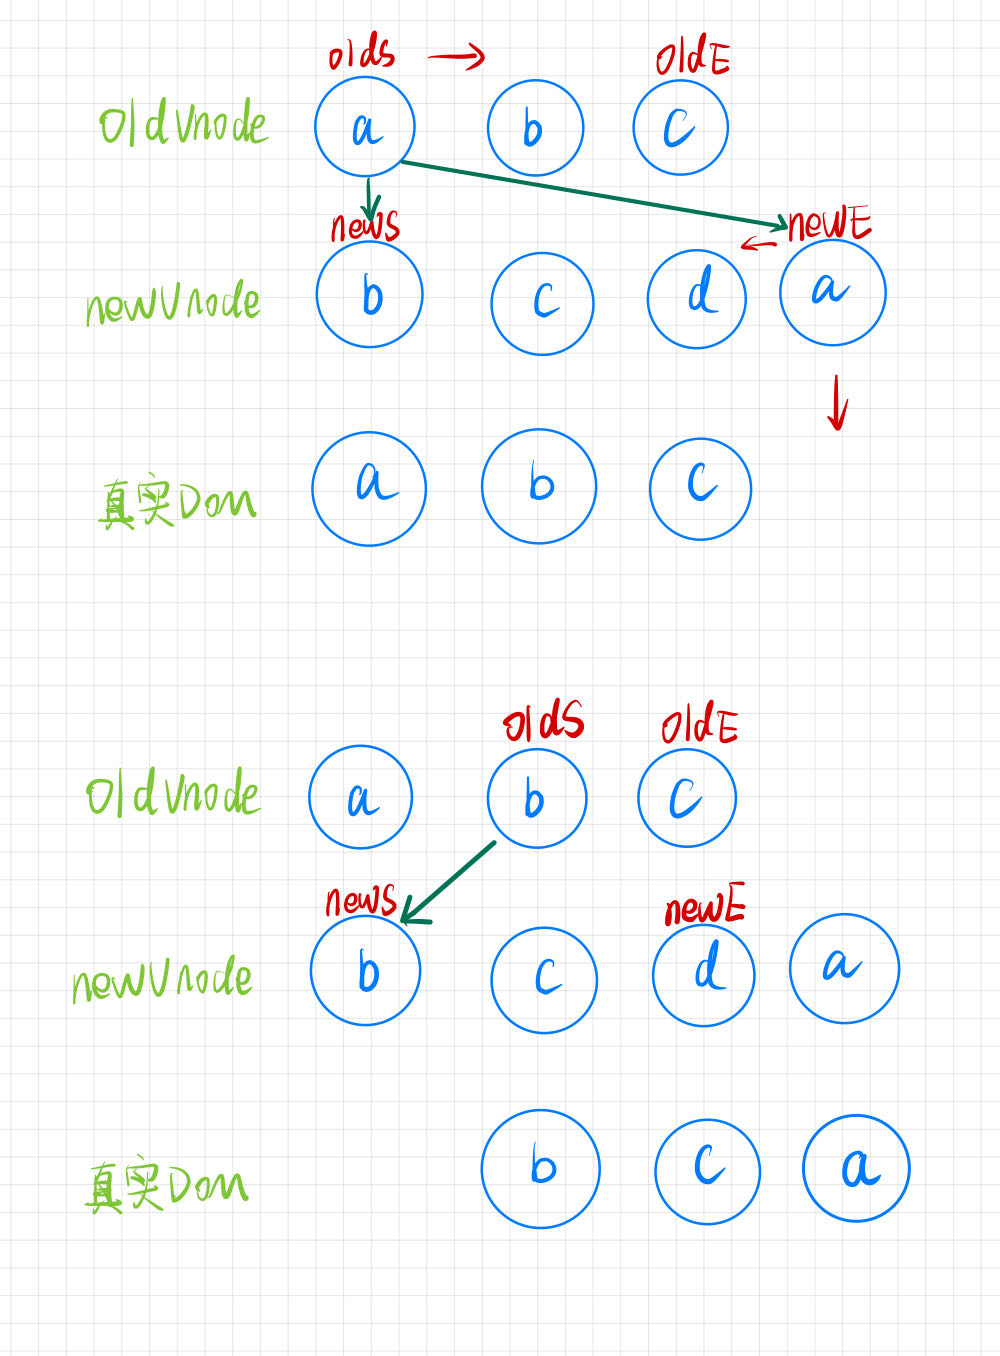 oldS → oldE
oldVnode a b c
newS ← newE
newVnode b c d a
↓
真实Dom a b c
oldS oldE
oldVnode a b c
newS newE
newVnode b c d a
真实Dom b c a